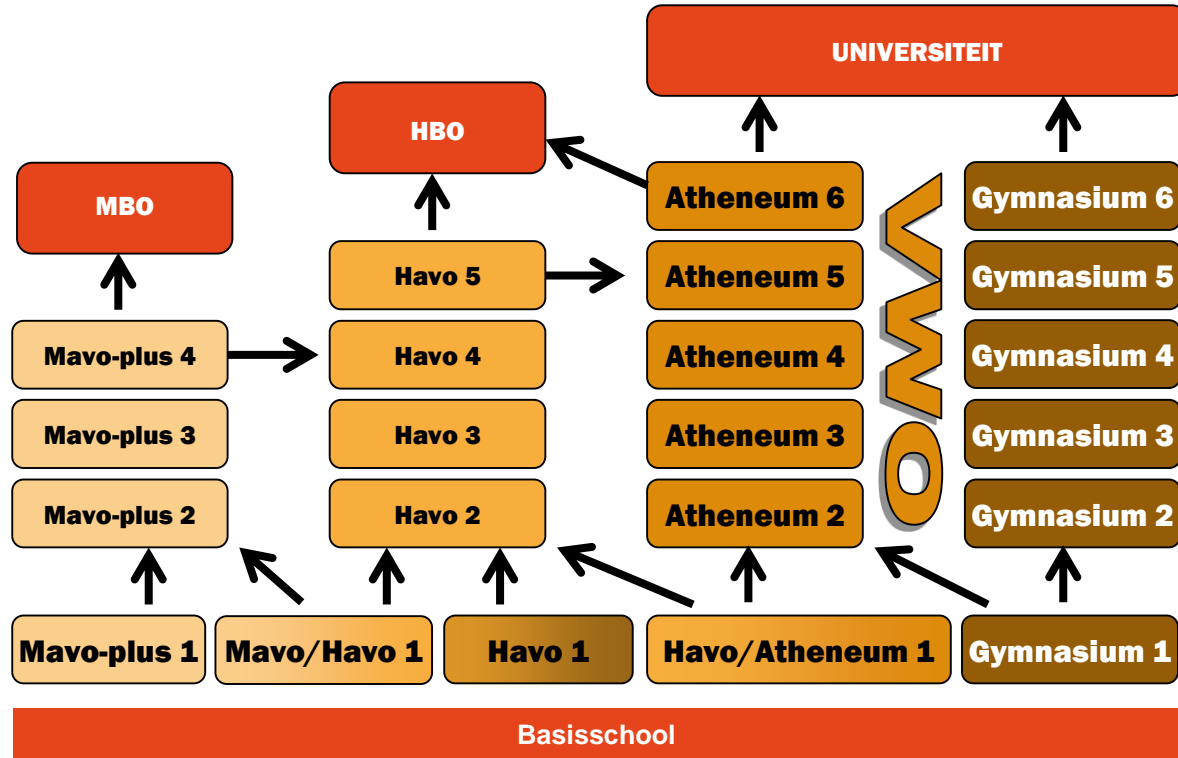 UNIVERSITEIT
HBO
MBO
Atheneum 6
Gymnasium 6
Havo 5
Atheneum 5
Gymnasium 5
Mavo-plus 4
Havo 4
Atheneum 4
Gymnasium 4
Mavo-plus 3
Havo 3
Atheneum 3
Gymnasium 3
Mavo-plus 2
Havo 2
Atheneum 2
Gymnasium 2
VWO
Mavo-plus 1
Mavo/Havo 1
Havo 1
Havo/Atheneum 1
Gymnasium 1
Basisschool